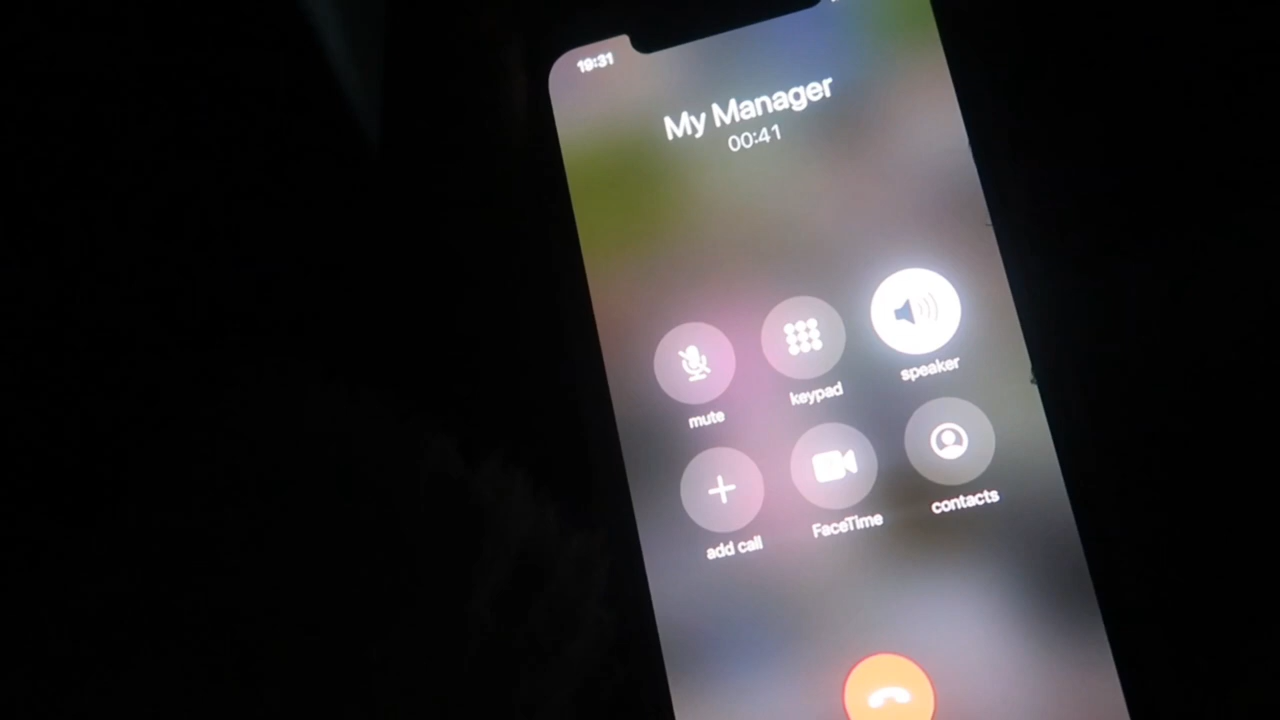 19:31
My Manager
00:41
mute
keypad
speaker
add call
FaceTime
contacts